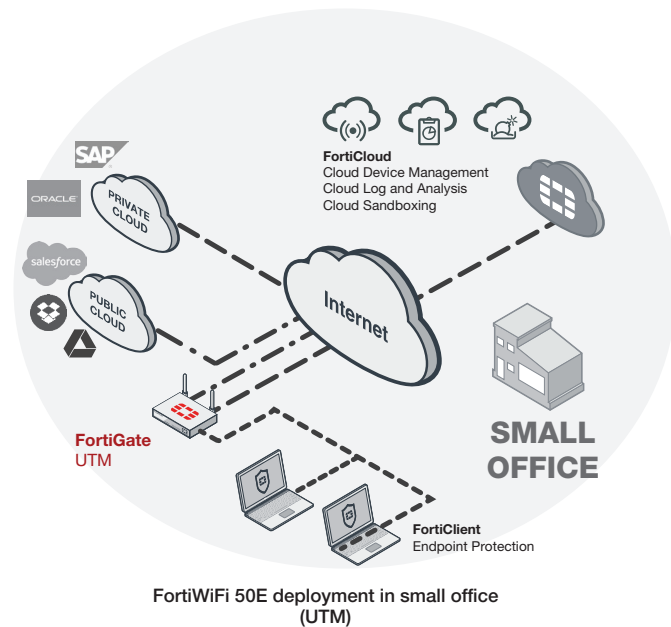 FortiCloud
Cloud Device Management
Cloud Log and Analysis
Cloud Sandboxing
SAP
ORACLE
PRIVATE
CLOUD
salesforce
PUBLIC
CLOUD
Internet
FortiGate
UTM
SMALL
OFFICE
FortiClient
Endpoint Protection
FortiWiFi 50E deployment in small office
(UTM)